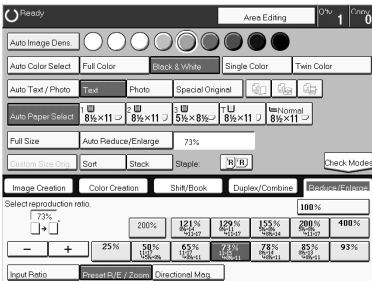 Ready
Area Editing
Q'ty 1
Copy 0
Auto Image Dens.
Auto Color Select Full Color Black & White Single Color Twin Color
Auto Text / Photo Text Photo Special Original
Auto Paper Select 1 8½×11 2 8½×11 3 5½×8½ T 8½×11 Normal 8½×11
Full Size Auto Reduce/Enlarge 73%
Custom Size Orig. Sort Stack Staple: Check Modes
Image Creation Color Creation Shift/Book Duplex/Combine Reduce/Enlarge
Select reproduction ratio. 100%
73%
200% 121% 129% 155% 200% 400%
− + 25% 50% 65% 73% 78% 85% 93%
Input Ratio Preset R/E / Zoom Directional Mag.